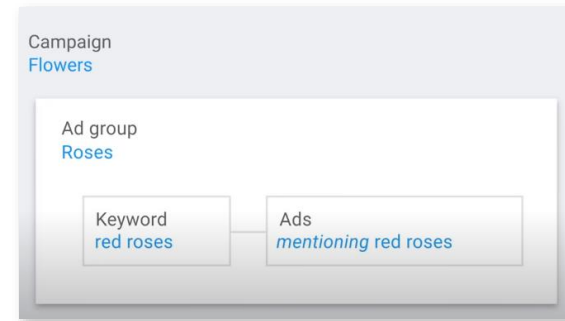 Campaign
Flowers
Ad group
Roses
Keyword
red roses
Ads
mentioning red roses